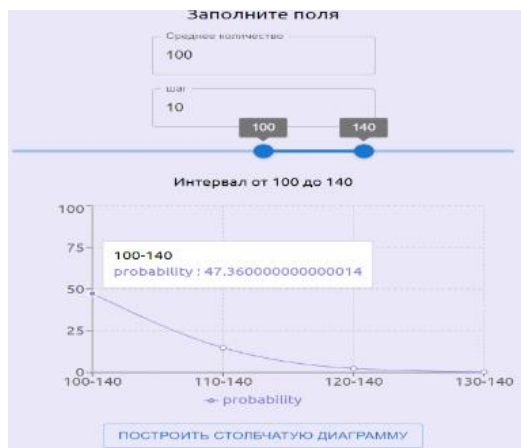 Заполните поля
Среднее количество
100
шаг
10
100 140
Интервал от 100 до 140
100
75
100-140
probability : 47.360000000000014
50
25
0
100-140 110-140 120-140 130-140
probability
ПОСТРОИТЬ СТОЛБЧАТУЮ ДИАГРАММУ